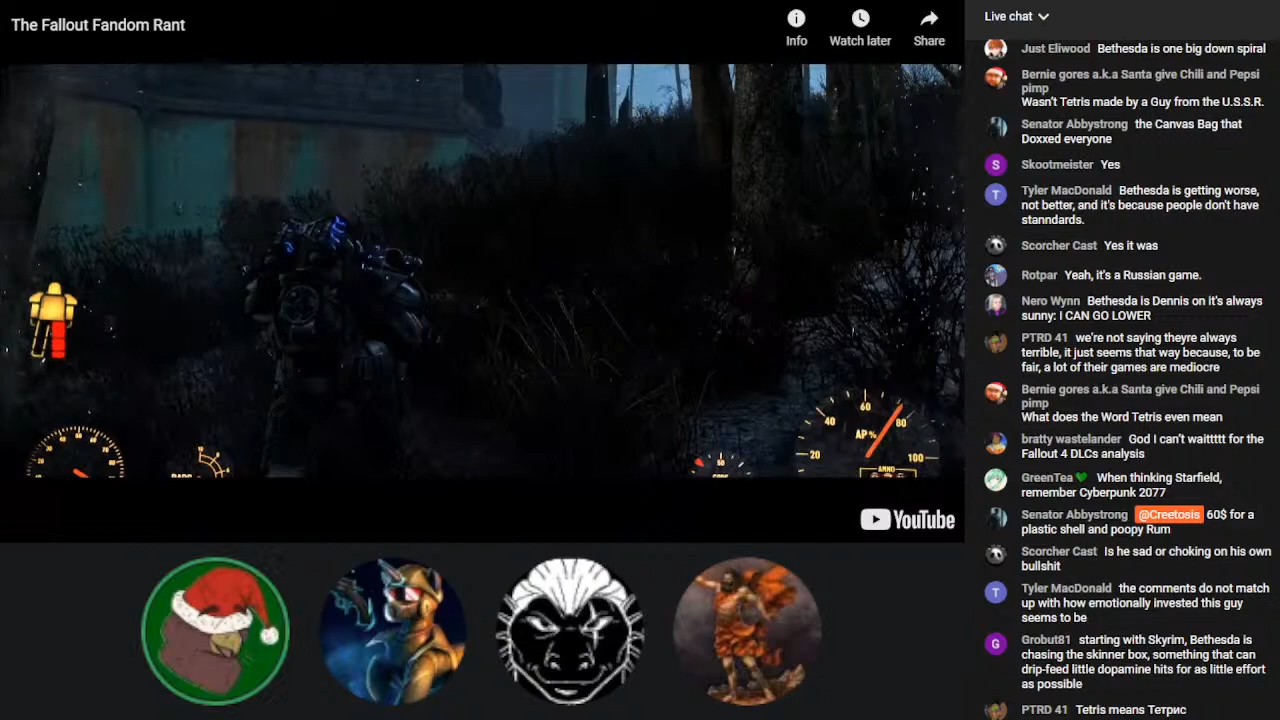 The Fallout Fandom Rant
Info
Watch later
Share
60
40
80
AP%
20
100
AMMO
50
YouTube
Live chat
Just Eliwood Bethesda is one big down spiral
Bernie gores a.k.a Santa give Chili and Pepsi
pimp
Wasn't Tetris made by a Guy from the U.S.S.R.
Senator Abbystrong the Canvas Bag that
Doxxed everyone
S
Skootmeister Yes
T
Tyler MacDonald Bethesda is getting worse,
not better, and it's because people don't have
stanndards.
Scorcher Cast Yes it was
Rotpar Yeah, it's a Russian game.
Nero Wynn Bethesda is Dennis on it's always
sunny: I CAN GO LOWER
PTRD 41 we're not saying theyre always
terrible, it just seems that way because, to be
fair, a lot of their games are mediocre
Bernie gores a.k.a Santa give Chili and Pepsi
pimp
What does the Word Tetris even mean
bratty wastelander God I can't waitttt for the
Fallout 4 DLCs analysis
GreenTea💚 When thinking Starfield,
remember Cyberpunk 2077
Senator Abbystrong @Creetosis 60$ for a
plastic shell and poopy Rum
Scorcher Cast Is he sad or choking on his own
bullshit
T
Tyler MacDonald the comments do not match
up with how emotionally invested this guy
seems to be
G
Grobut81 starting with Skyrim, Bethesda is
chasing the skinner box, something that can
drip-feed little dopamine hits for as little effort
as possible
PTRD 41 Tetris means Тетрис